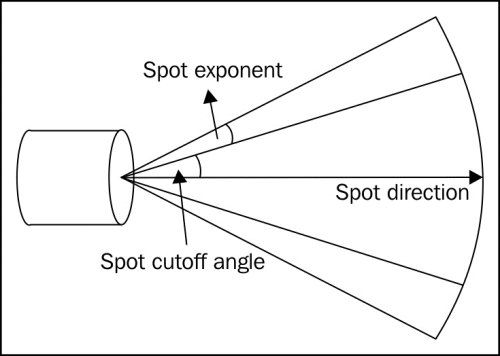 Spot exponent
Spot direction
Spot cutoff angle